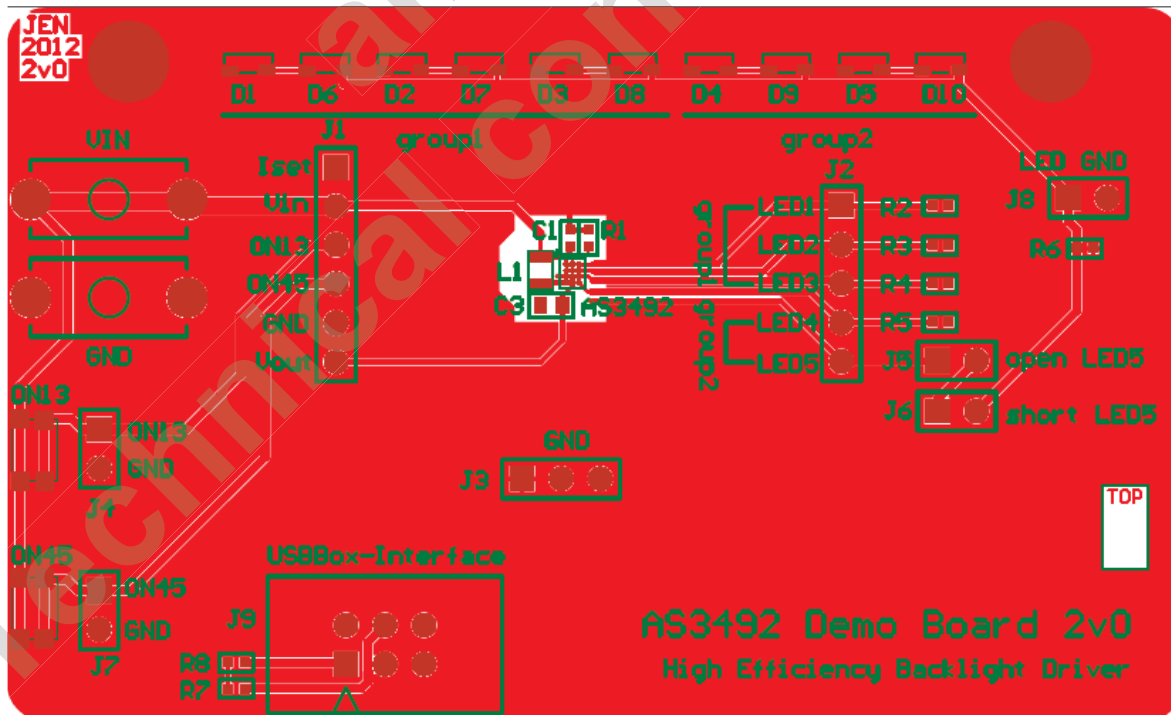 JEN
2012
2v0
D1 D6 D2 D7 D3 D8 D4 D9 D5 D10
group1 group2
VIN
J1
Iset
Vin
ON13
ON45
GND
Vout
GND
C1 R1
L1
C3 AS3492
J2
LED1
LED2
LED3
LED4
LED5
group1
group2
R2
R3
R4
R5
LED GND
J8
R6
J5 open LED5
J6 short LED5
ON13
ON13
GND
J4
GND
J3
TOP
ON45
ON45
GND
J7
USBBox-Interface
J9
R8
R7
AS3492 Demo Board 2v0
High Efficiency Backlight Driver
Technical con